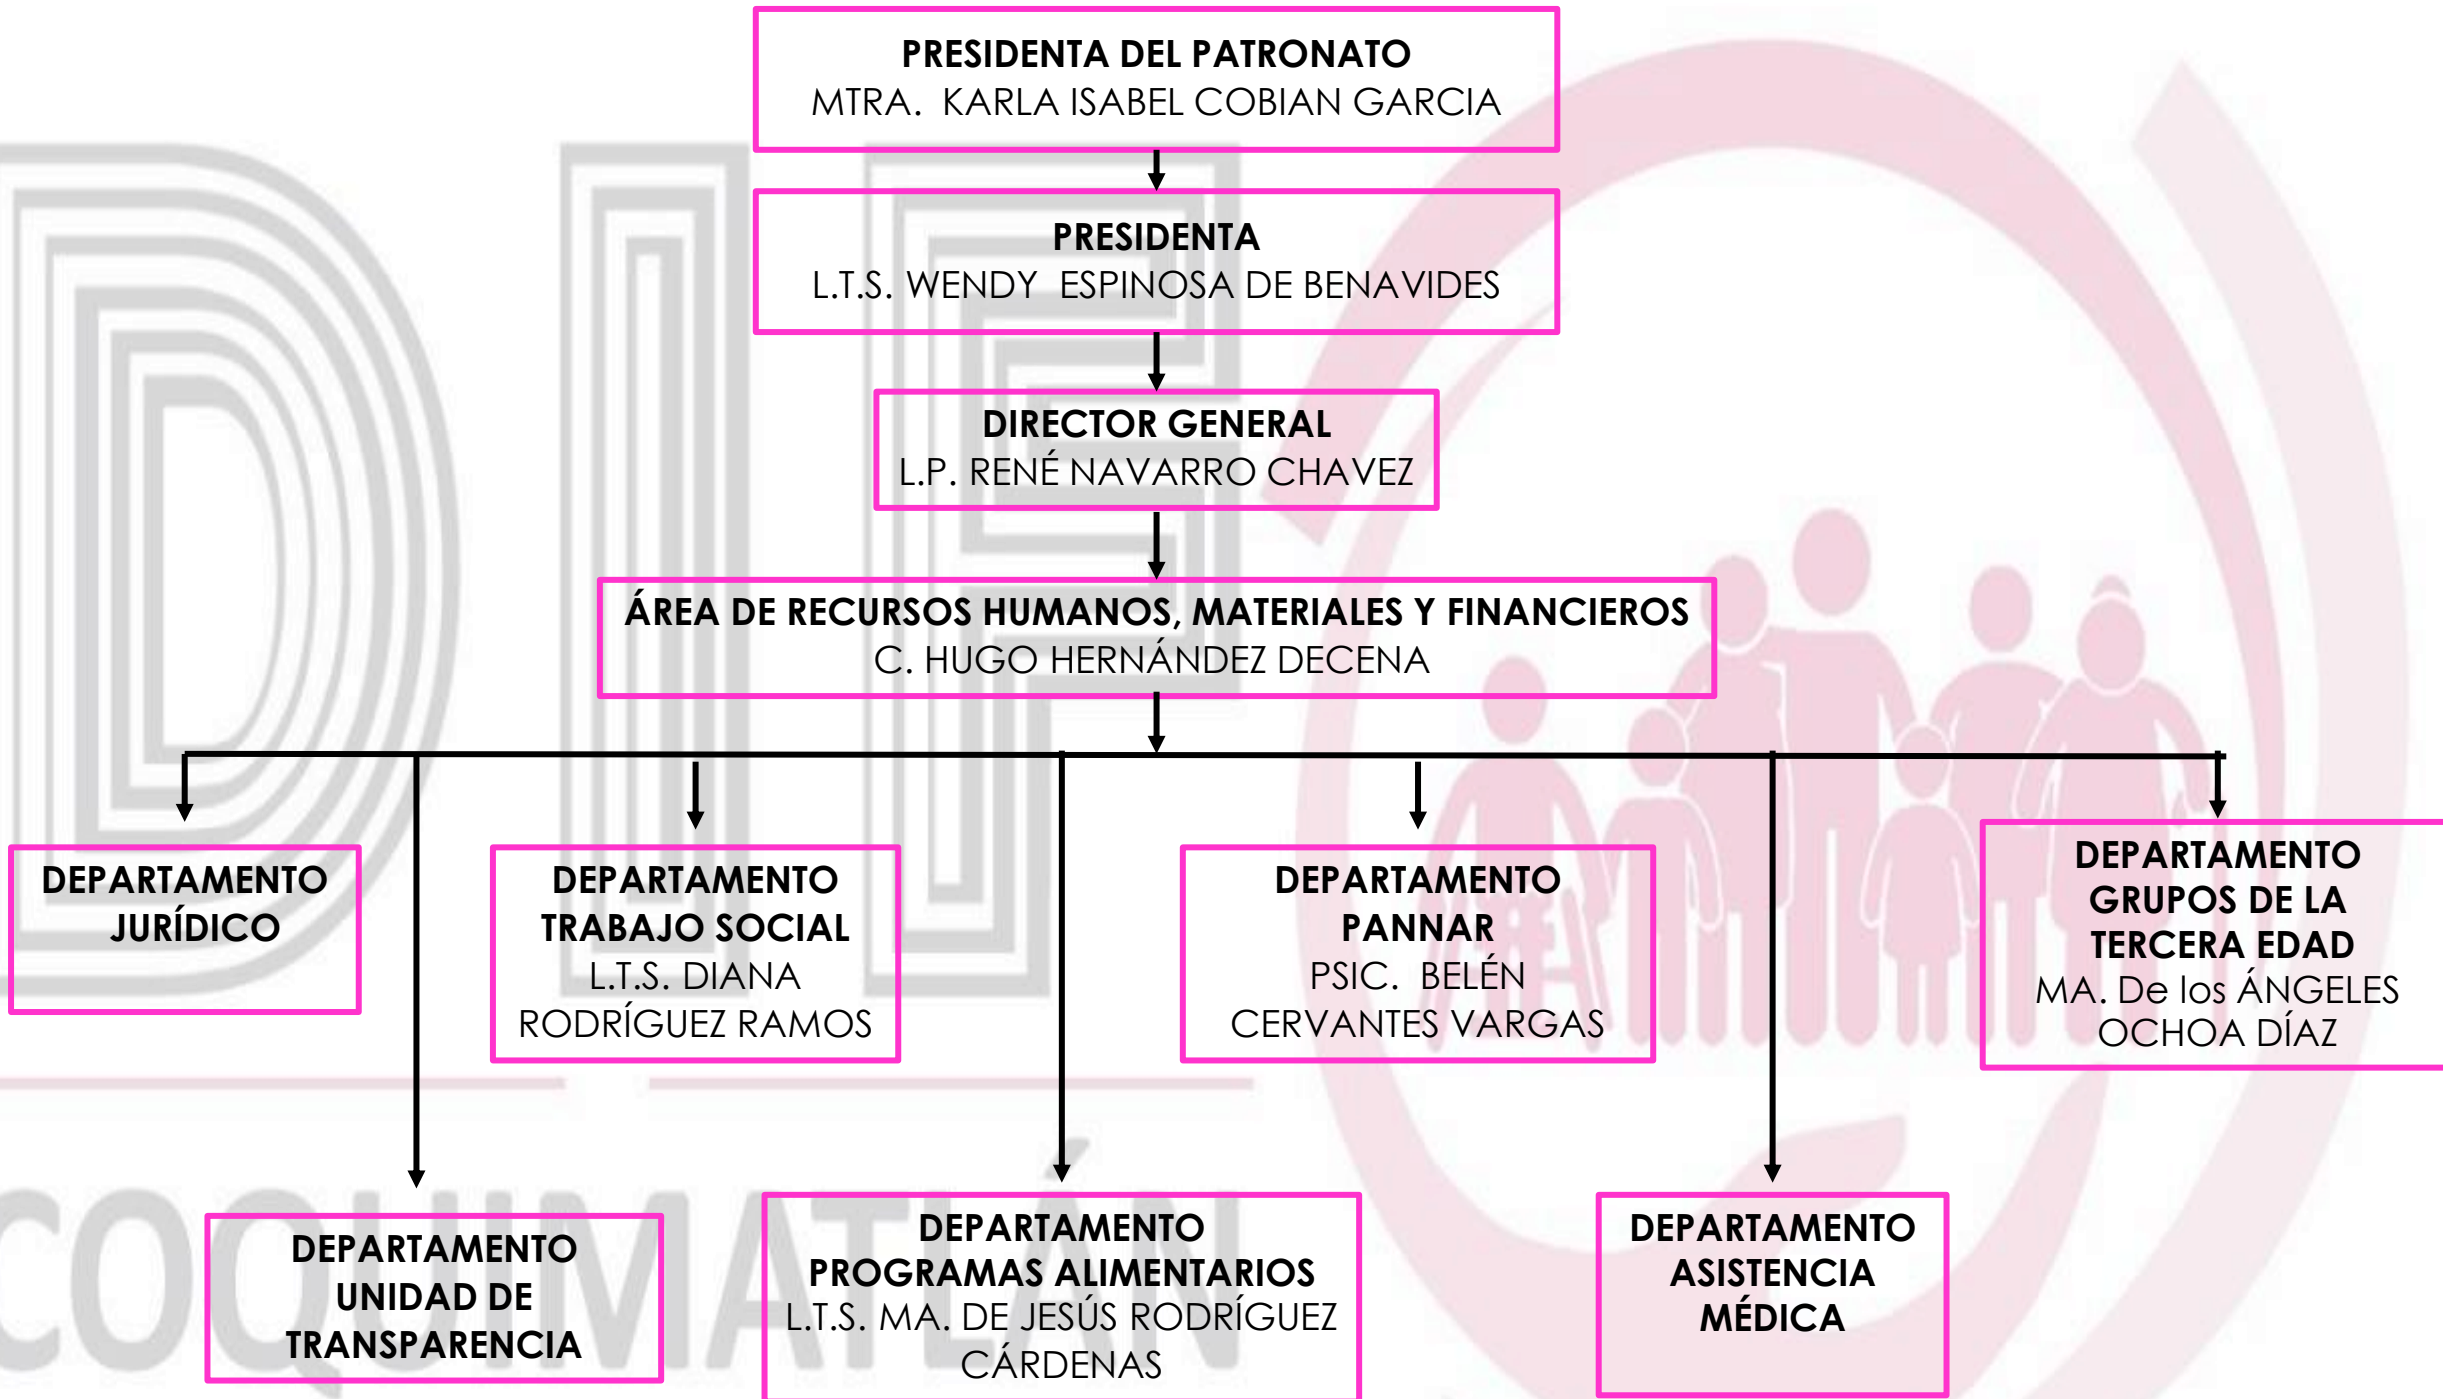 PRESIDENTA DEL PATRONATO
MTRA. KARLA ISABEL COBIAN GARCIA
PRESIDENTA
L.T.S. WENDY ESPINOSA DE BENAVIDES
DIRECTOR GENERAL
L.P. RENÉ NAVARRO CHAVEZ
ÁREA DE RECURSOS HUMANOS, MATERIALES Y FINANCIEROS
C. HUGO HERNÁNDEZ DECENA
DEPARTAMENTO
JURÍDICO
DEPARTAMENTO
TRABAJO SOCIAL
L.T.S. DIANA
RODRÍGUEZ RAMOS
DEPARTAMENTO
PANNAR
PSIC. BELÉN
CERVANTES VARGAS
DEPARTAMENTO
GRUPOS DE LA
TERCERA EDAD
MA. De los ÁNGELES
OCHOA DÍAZ
DEPARTAMENTO
UNIDAD DE
TRANSPARENCIA
DEPARTAMENTO
PROGRAMAS ALIMENTARIOS
L.T.S. MA. DE JESÚS RODRÍGUEZ
CÁRDENAS
DEPARTAMENTO
ASISTENCIA
MÉDICA
DIF
COQUIMATLÁN